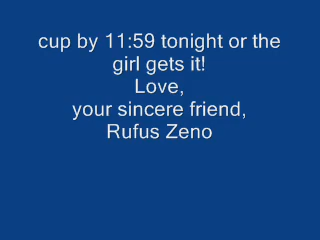 cup by 11:59 tonight or the
girl gets it!
Love,
your sincere friend,
Rufus Zeno